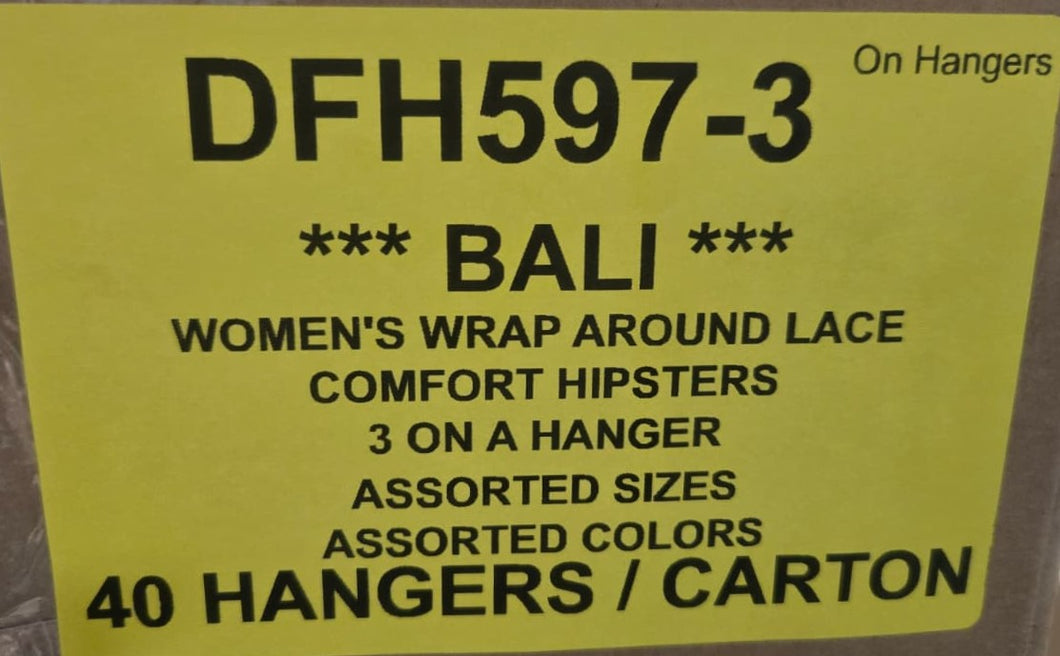 On Hangers
DFH597-3
*** BALI ***
WOMEN'S WRAP AROUND LACE
COMFORT HIPSTERS
3 ON A HANGER
ASSORTED SIZES
ASSORTED COLORS
40 HANGERS / CARTON